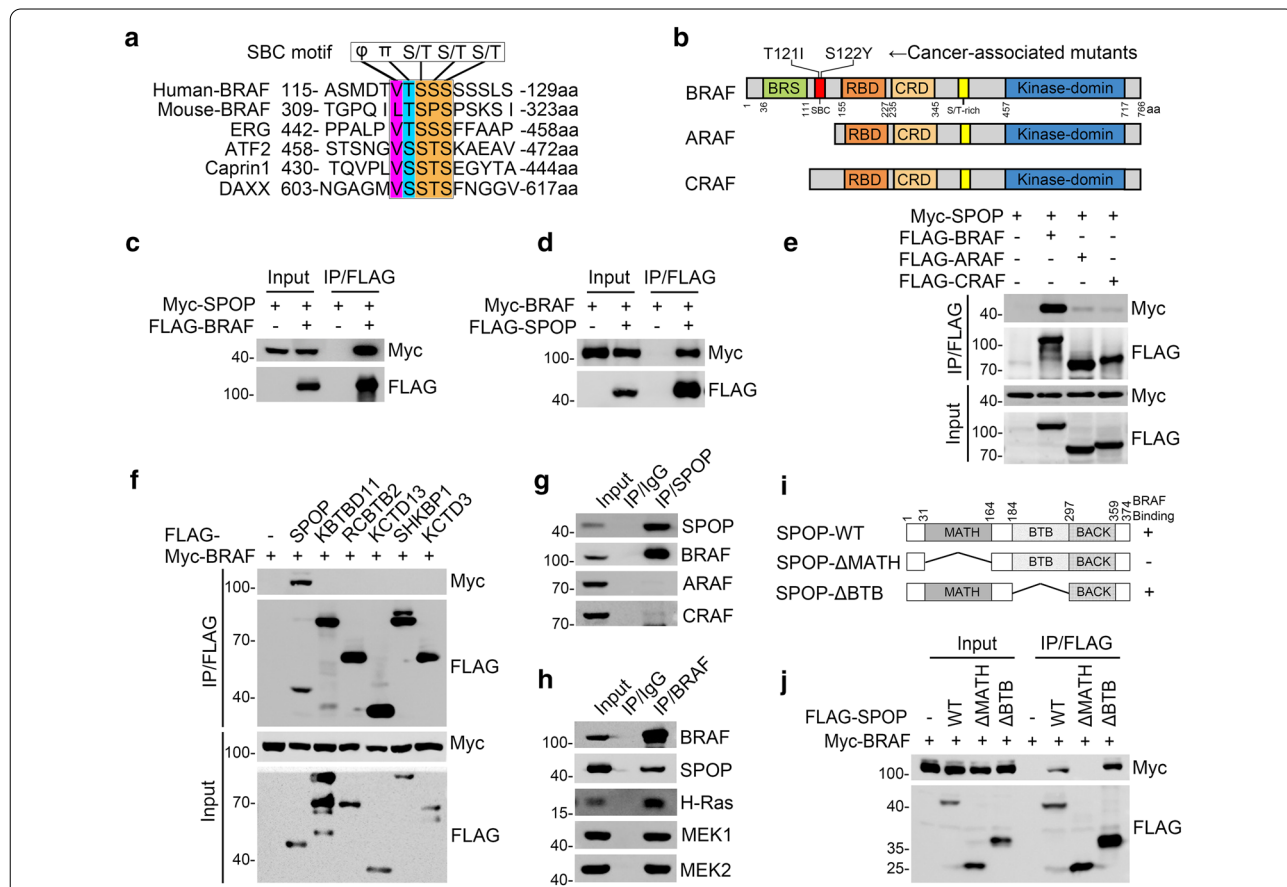 a
SBC motif φ π S/T S/T S/T
Human-BRAF 115- ASMDTVTSSSSSSLS -129aa
Mouse-BRAF 309- TGPQILTSPSPSKSI -323aa
ERG 442- PPALPVTSSSFFAAP -458aa
ATF2 458- STSNGVSSTSKAEAV -472aa
Caprin1 430- TQVPLVSSTSEGYTA -444aa
DAXX 603- NGAGMVSSTSFNGGV -617aa
b
T121I S122Y ←Cancer-associated mutants
BRAF BRS RBD CRD Kinase-domin
1 36 111 SBC 155 227 235 345 S/T-rich 457 717 766 aa
ARAF RBD CRD Kinase-domin
CRAF RBD CRD Kinase-domin
c
Input IP/FLAG
Myc-SPOP + + + +
FLAG-BRAF - + - +
40- Myc
100- FLAG
d
Input IP/FLAG
Myc-BRAF + + + +
FLAG-SPOP - + - +
100- Myc
40- FLAG
e
Myc-SPOP + + + +
FLAG-BRAF - + - -
FLAG-ARAF - - + -
FLAG-CRAF - - - +
IP/FLAG
40- Myc
100- FLAG
70-
Input
40- Myc
100- FLAG
70-
f
FLAG- - SPOP KBTBD11 RCBTB2 KCTD13 SHKBP1 KCTD3
Myc-BRAF + + + + + + +
IP/FLAG
100- Myc
100-
70- FLAG
40-
Input
100- Myc
100-
70- FLAG
40-
g
Input IP/IgG IP/SPOP
40- SPOP
100- BRAF
70- ARAF
70- CRAF
h
Input IP/IgG IP/BRAF
100- BRAF
40- SPOP
15- H-Ras
40- MEK1
40- MEK2
i
1 31 164 184 297 359 374 BRAF
Binding
SPOP-WT MATH BTB BACK +
SPOP-ΔMATH BTB BACK -
SPOP-ΔBTB MATH BACK +
j
Input IP/FLAG
FLAG-SPOP - WT ΔMATH ΔBTB - WT ΔMATH ΔBTB
Myc-BRAF + + + + + + + +
100- Myc
40-
FLAG
35-
25-